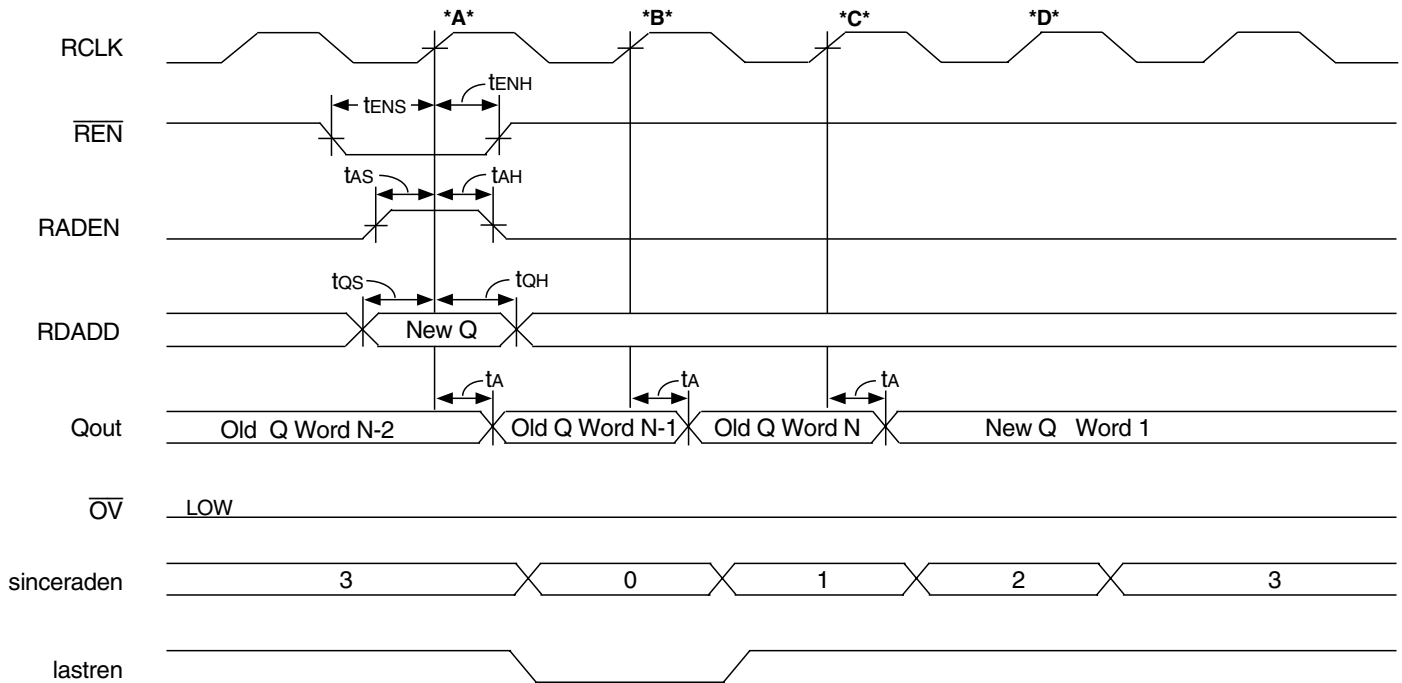 *A* *B* *C* *D*
RCLK
tENS tENH
REN
tAS tAH
RADEN
tQS tQH
RDADD New Q
tA tA tA
Qout Old Q Word N-2 Old Q Word N-1 Old Q Word N New Q Word 1
OV LOW
sinceraden 3 0 1 2 3
lastren